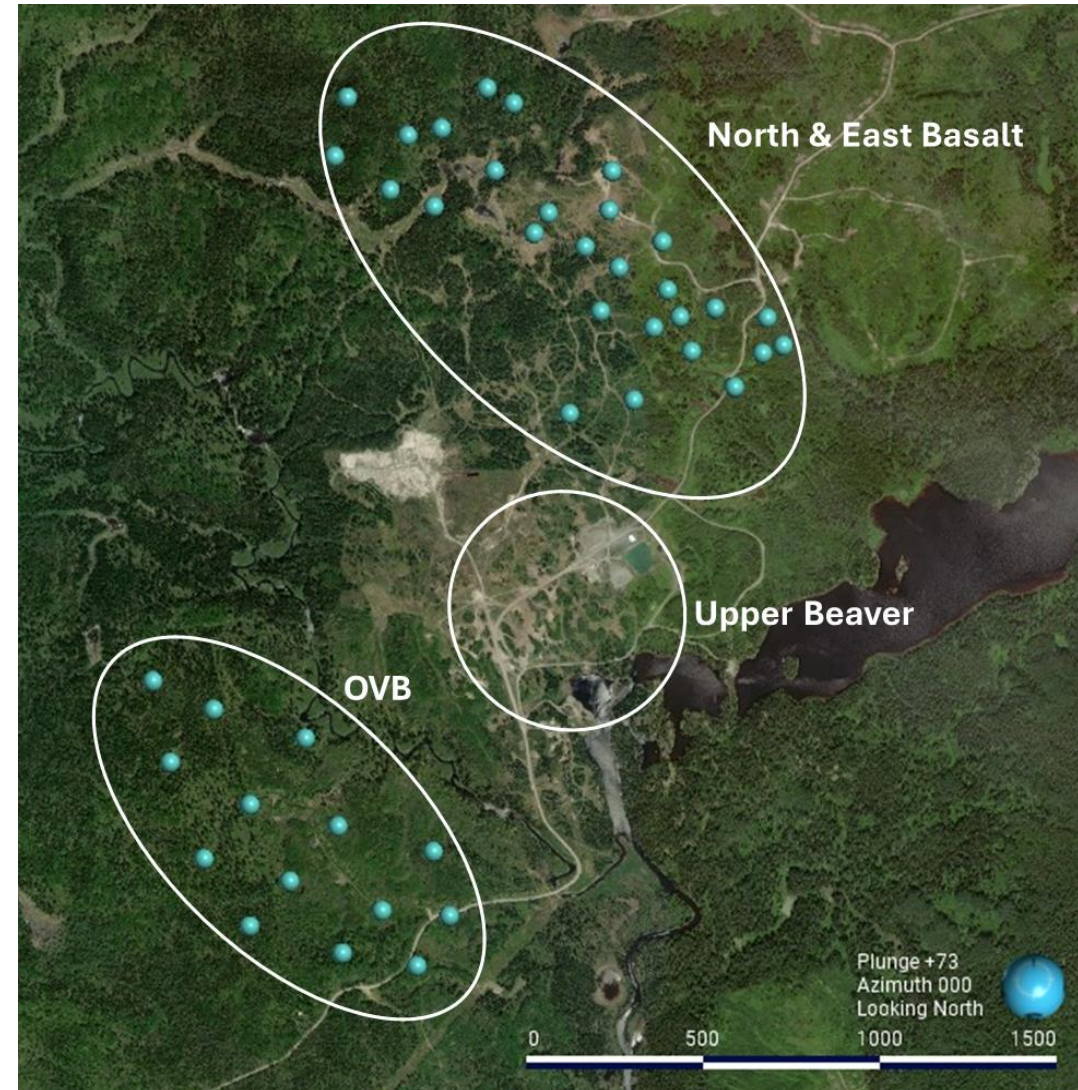 North & East Basalt
Upper Beaver
OVB
Plunge +73
Azimuth 000
Looking North
0 500 1000 1500